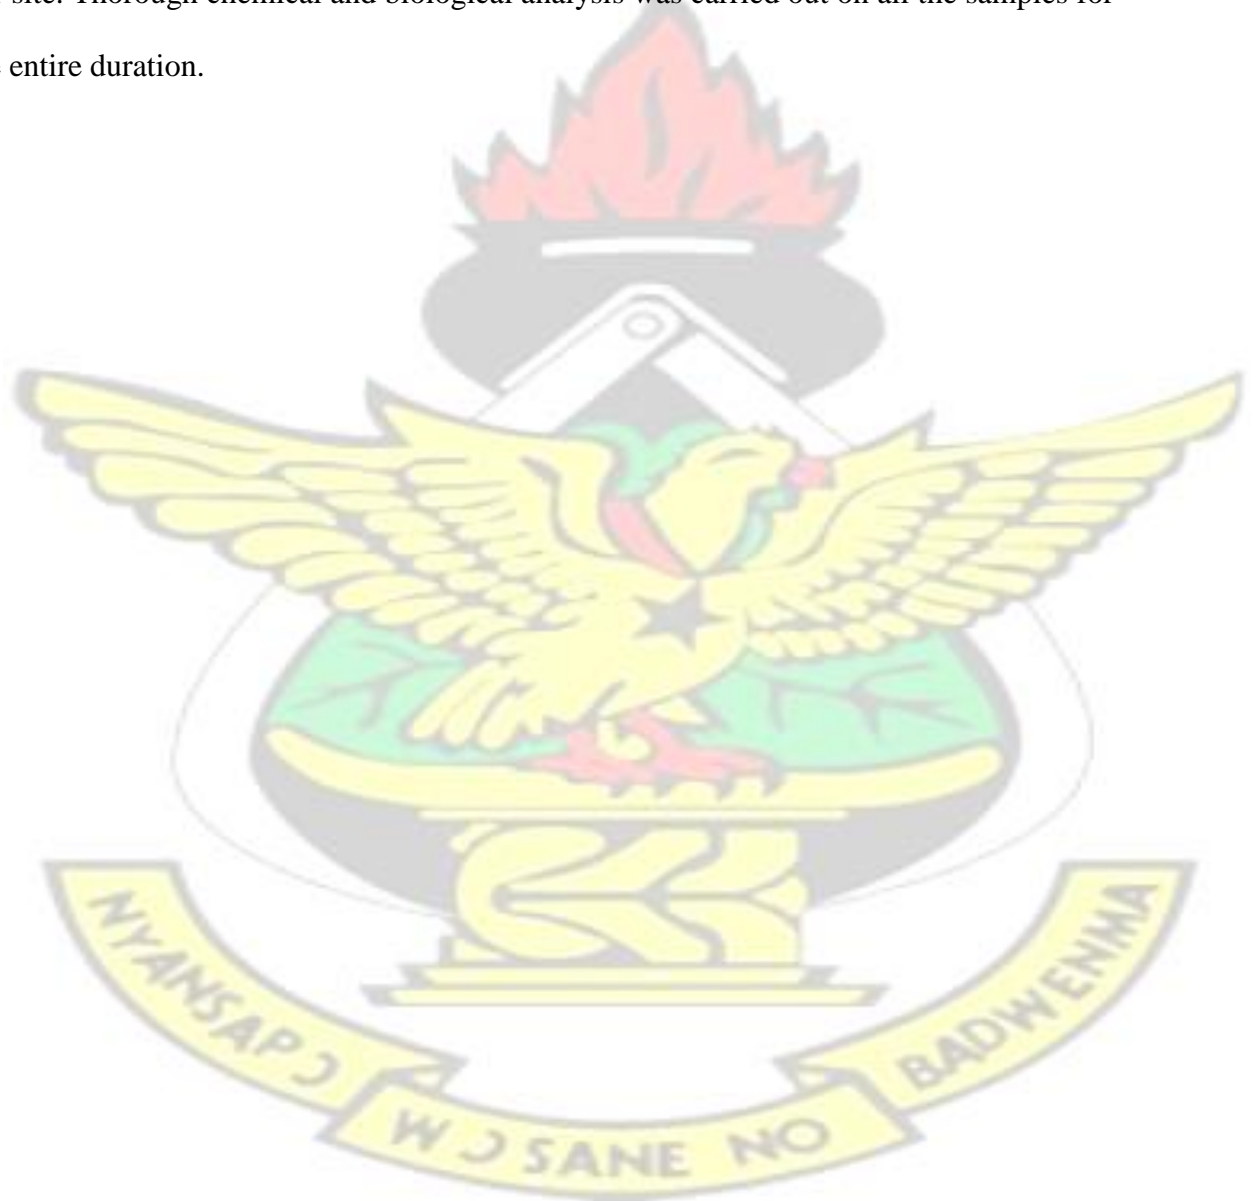 site. Thorough chemical and biological analysis was carried out on all the samples for
entire duration.
NYANSAPƆ
WƆSANE NO
BADWENMA